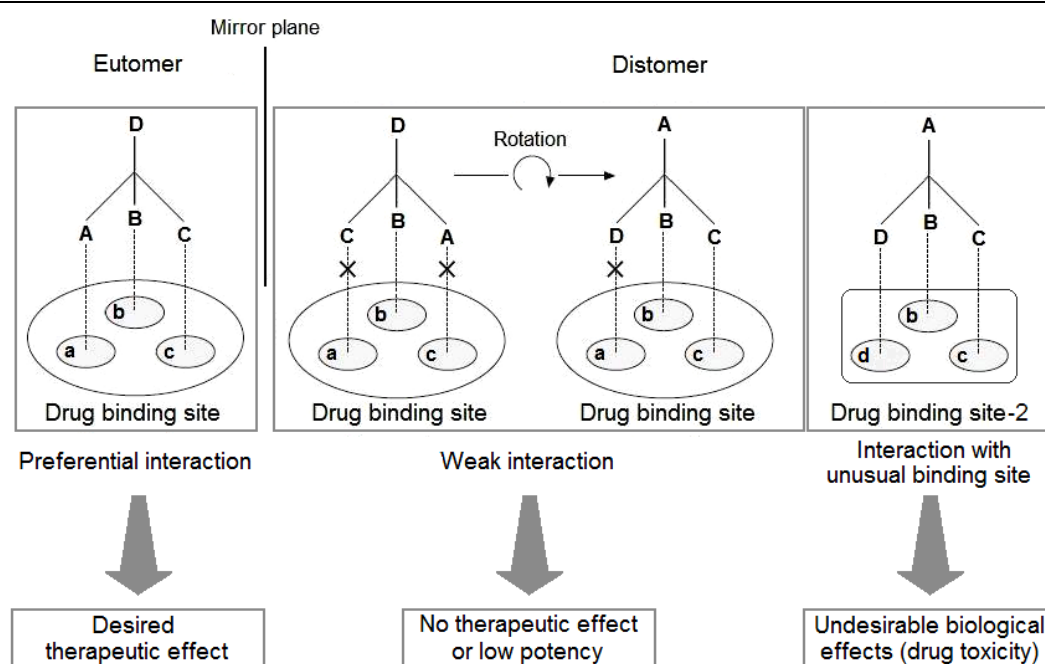 Mirror plane
Eutomer
Distomer
D
A
B
C
a
b
c
Drug binding site
D
C
B
A
a
b
c
Drug binding site
Rotation
A
D
B
C
a
b
c
Drug binding site
A
D
B
C
d
b
c
Drug binding site-2
Preferential interaction
Weak interaction
Interaction with
unusual binding site
Desired
therapeutic effect
No therapeutic effect
or low potency
Undesirable biological
effects (drug toxicity)